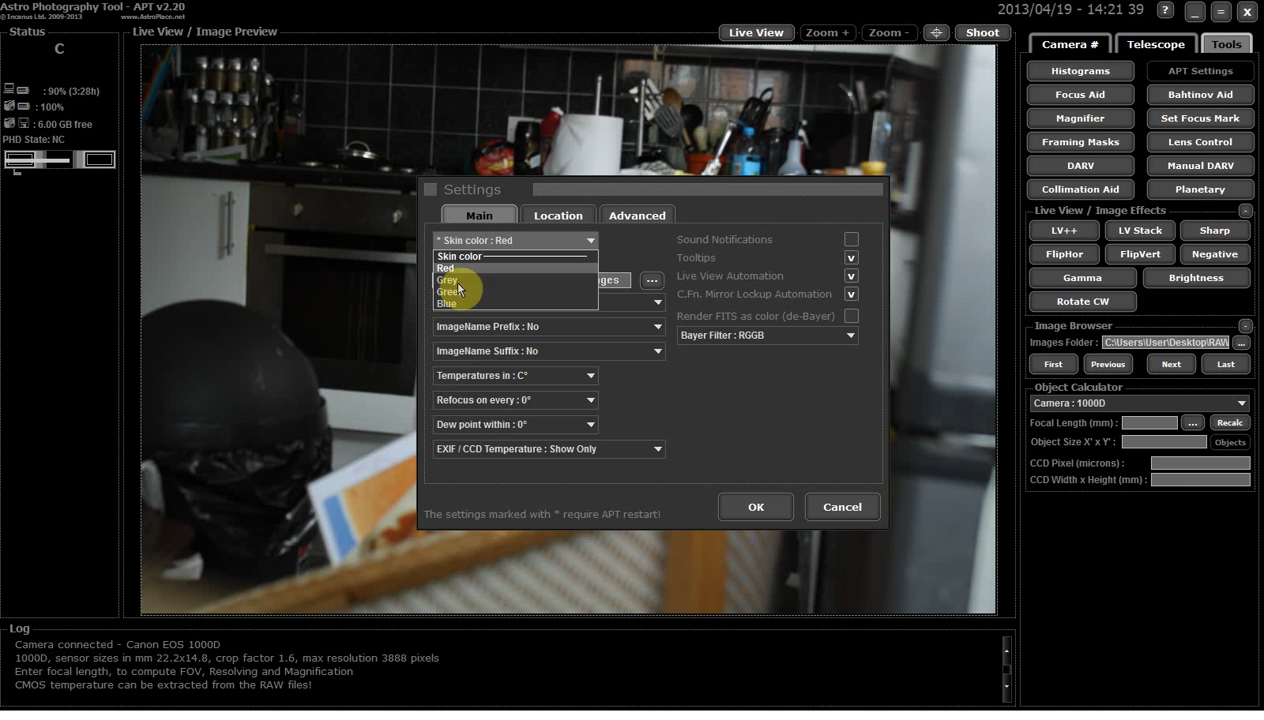 Astro Photography Tool - APT v2.20
© Incanus Ltd. 2009-2013 www.AstroPlace.net
2013/04/19 - 14:21 39
?
_
=
X
Status
C
: 90% (3:28h)
: 100%
: 6.00 GB free
PHD State: NC
Live View / Image Preview
Live View
Zoom +
Zoom -
Shoot
Camera #
Telescope
Tools
Histograms
APT Settings
Focus Aid
Bahtinov Aid
Magnifier
Set Focus Mark
Framing Masks
Lens Control
DARV
Manual DARV
Collimation Aid
Planetary
Live View / Image Effects
-
LV++
LV Stack
Sharp
FlipHor
FlipVert
Negative
Gamma
Brightness
Rotate CW
Image Browser
-
Images Folder :
C:\Users\User\Desktop\RAW
...
First
Previous
Next
Last
Object Calculator
Camera : 1000D
Focal Length (mm) :
...
Recalc
Object Size X' x Y' :
Objects
CCD Pixel (microns) :
CCD Width x Height (mm) :
Settings
Main
Location
Advanced
* Skin color : Red
Skin color
Red
Grey
Green
Blue
...
ImageName Prefix : No
ImageName Suffix : No
Temperatures in : C°
Refocus on every : 0°
Dew point within : 0°
EXIF / CCD Temperature : Show Only
Sound Notifications
Tooltips
v
Live View Automation
v
C.Fn. Mirror Lockup Automation
v
Render FITS as color (de-Bayer)
Bayer Filter : RGGB
The settings marked with * require APT restart!
OK
Cancel
Log
Camera connected - Canon EOS 1000D
1000D, sensor sizes in mm 22.2x14.8, crop factor 1.6, max resolution 3888 pixels
Enter focal length, to compute FOV, Resolving and Magnification
CMOS temperature can be extracted from the RAW files!